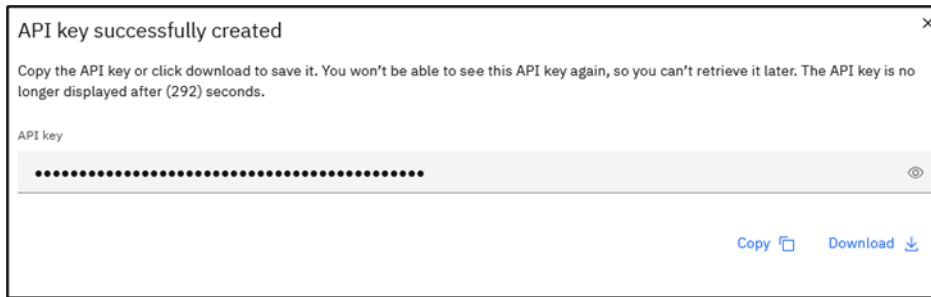 API key successfully created
Copy the API key or click download to save it. You won't be able to see this API key again, so you can't retrieve it later. The API key is no
longer displayed after (292) seconds.
API key
••••••••••••••••••••••••••••••••••••••••••••
Copy
Download